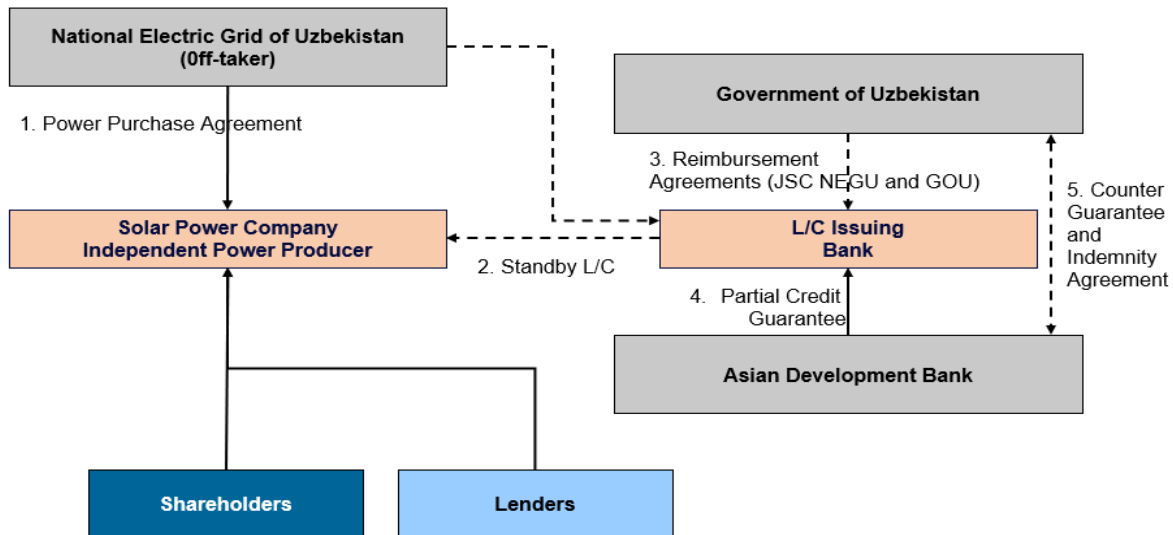 National Electric Grid of Uzbekistan
(0ff-taker)
Government of Uzbekistan
1. Power Purchase Agreement
3. Reimbursement
Agreements (JSC NEGU and GOU)
5. Counter
Guarantee
and
Indemnity
Agreement
Solar Power Company
Independent Power Producer
L/C Issuing
Bank
2. Standby L/C
4. Partial Credit
Guarantee
Asian Development Bank
Shareholders
Lenders